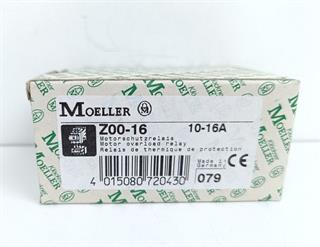 MOELLER
Z00-16 10-16A
Motorschutzrelais
Motor overload relay
Relais de thermique de protection
Made in Germany
CE
4 015080 720430
079